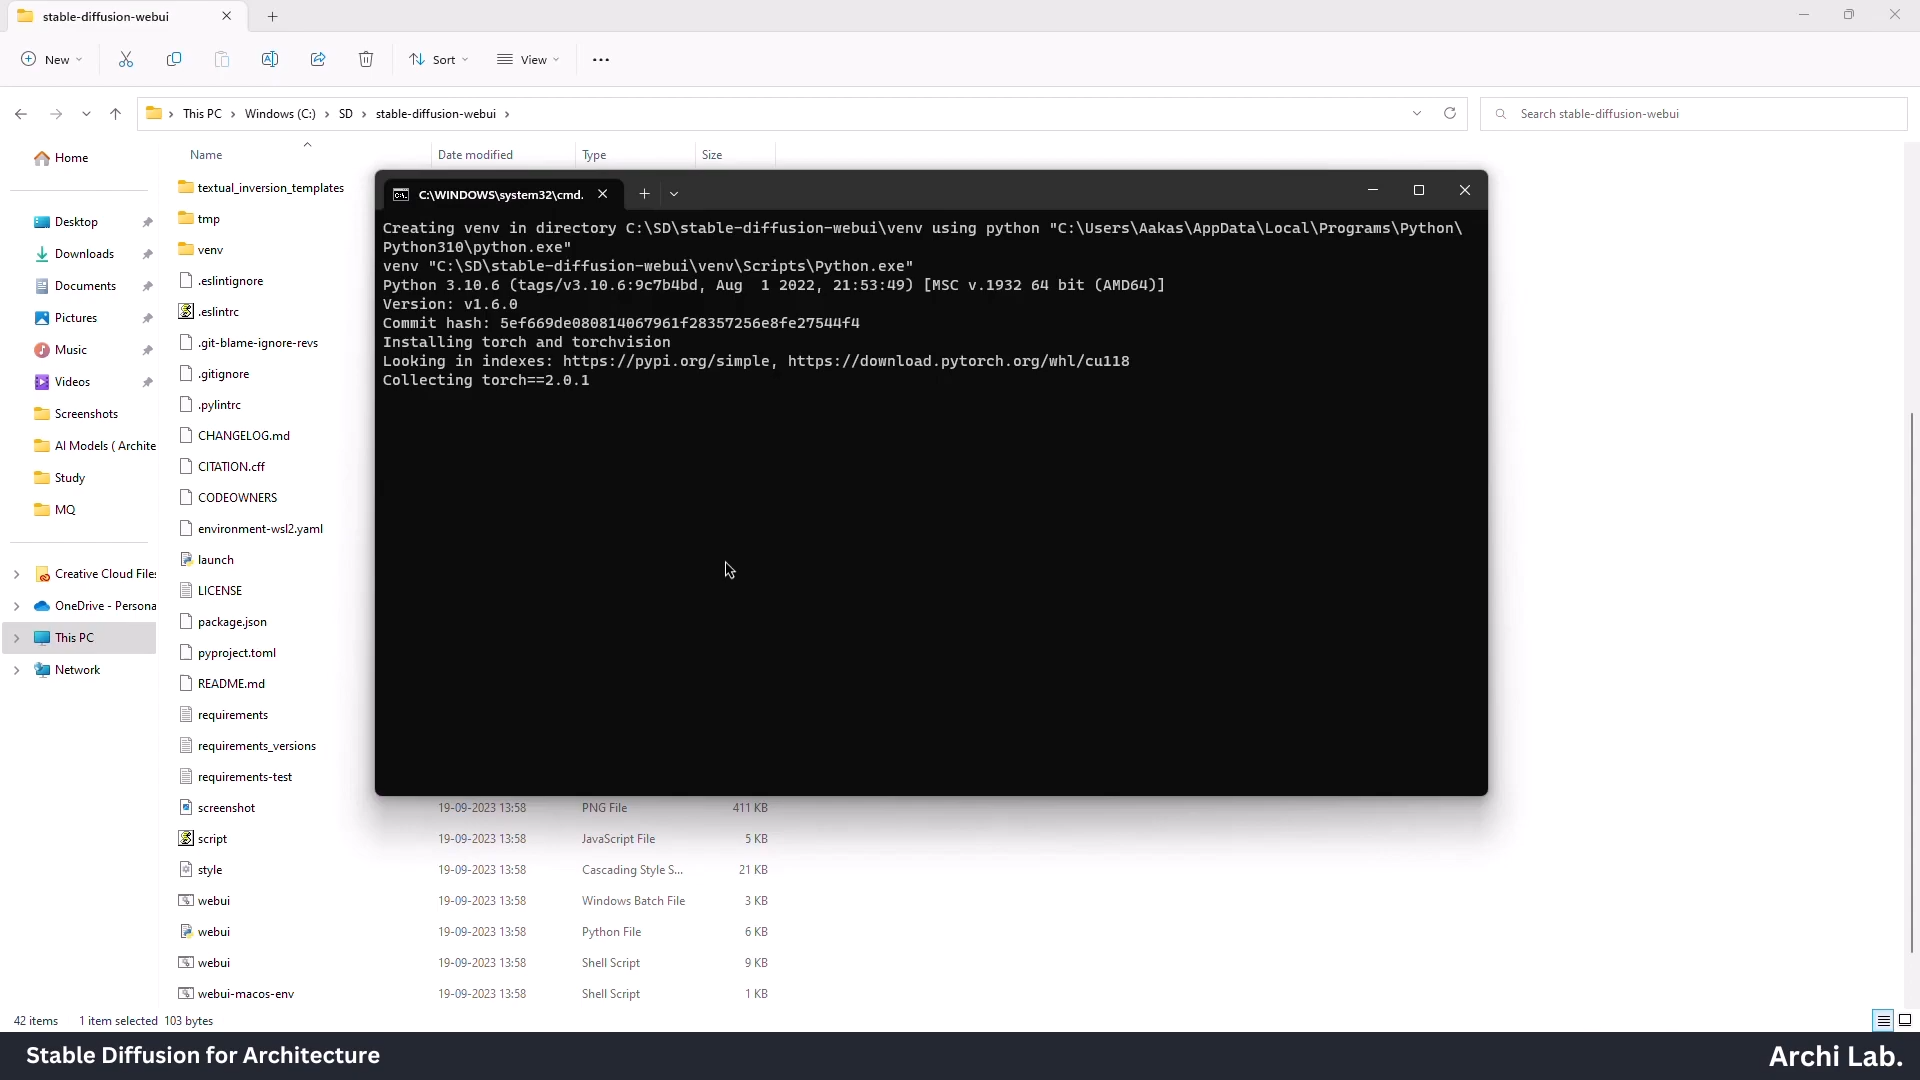 stable-diffusion-webui
New
Sort
View
This PC
Windows (C:)
SD
stable-diffusion-webui
Search stable-diffusion-webui
Home
Desktop
Downloads
Documents
Pictures
Music
Videos
Screenshots
AI Models ( Archite
Study
MQ
Creative Cloud Files
OneDrive - Persona
This PC
Network
Name Date modified Type Size
textual_inversion_templates
tmp
venv
.eslintignore
.eslintrc
.git-blame-ignore-revs
.gitignore
.pylintrc
CHANGELOG.md
CITATION.cff
CODEOWNERS
environment-wsl2.yaml
launch
LICENSE
package.json
pyproject.toml
README.md
requirements
requirements_versions
requirements-test
screenshot 19-09-2023 13:58 PNG File 411 KB
script 19-09-2023 13:58 JavaScript File 5 KB
style 19-09-2023 13:58 Cascading Style S... 21 KB
webui 19-09-2023 13:58 Windows Batch File 3 KB
webui 19-09-2023 13:58 Python File 6 KB
webui 19-09-2023 13:58 Shell Script 9 KB
webui-macos-env 19-09-2023 13:58 Shell Script 1 KB
C:\WINDOWS\system32\cmd.
Creating venv in directory C:\SD\stable-diffusion-webui\venv using python "C:\Users\Aakas\AppData\Local\Programs\Python\
Python310\python.exe"
venv "C:\SD\stable-diffusion-webui\venv\Scripts\Python.exe"
Python 3.10.6 (tags/v3.10.6:9c7b4bd, Aug  1 2022, 21:53:49) [MSC v.1932 64 bit (AMD64)]
Version: v1.6.0
Commit hash: 5ef669de080814067961f28357256e8fe27544f4
Installing torch and torchvision
Looking in indexes: https://pypi.org/simple, https://download.pytorch.org/whl/cu118
Collecting torch==2.0.1
42 items 1 item selected 103 bytes
Stable Diffusion for Architecture
Archi Lab.